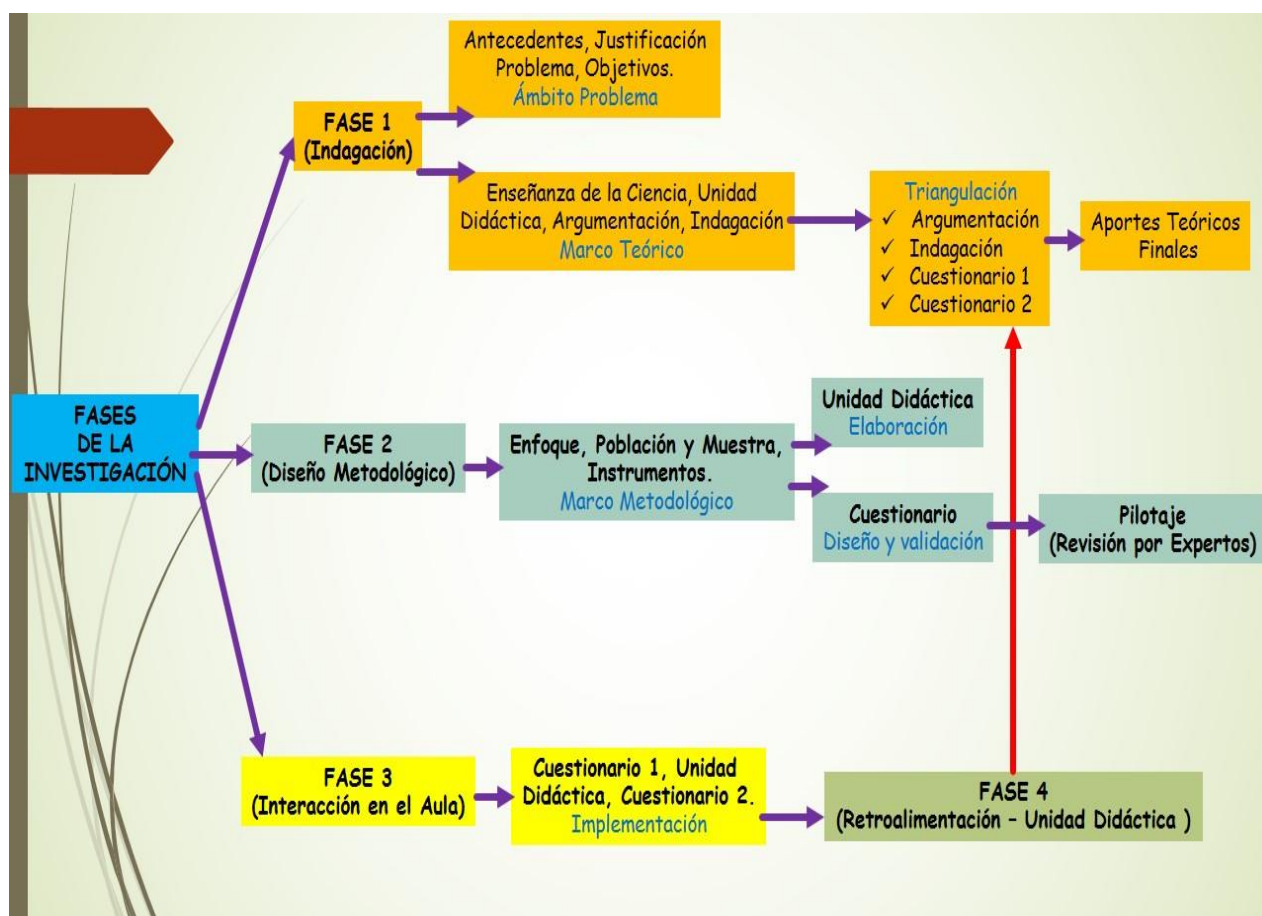 Antecedentes, Justificación
Problema, Objetivos.
Ámbito Problema
FASE 1
(Indagación)
Enseñanza de la Ciencia, Unidad
Didáctica, Argumentación, Indagación
Marco Teórico
Triangulación
✓ Argumentación
✓ Indagación
✓ Cuestionario 1
✓ Cuestionario 2
Aportes Teóricos
Finales
FASES
DE LA
INVESTIGACIÓN
FASE 2
(Diseño Metodológico)
Enfoque, Población y Muestra,
Instrumentos.
Marco Metodológico
Unidad Didáctica
Elaboración
Cuestionario
Diseño y validación
Pilotaje
(Revisión por Expertos)
FASE 3
(Interacción en el Aula)
Cuestionario 1, Unidad
Didáctica, Cuestionario 2.
Implementación
FASE 4
(Retroalimentación – Unidad Didáctica )